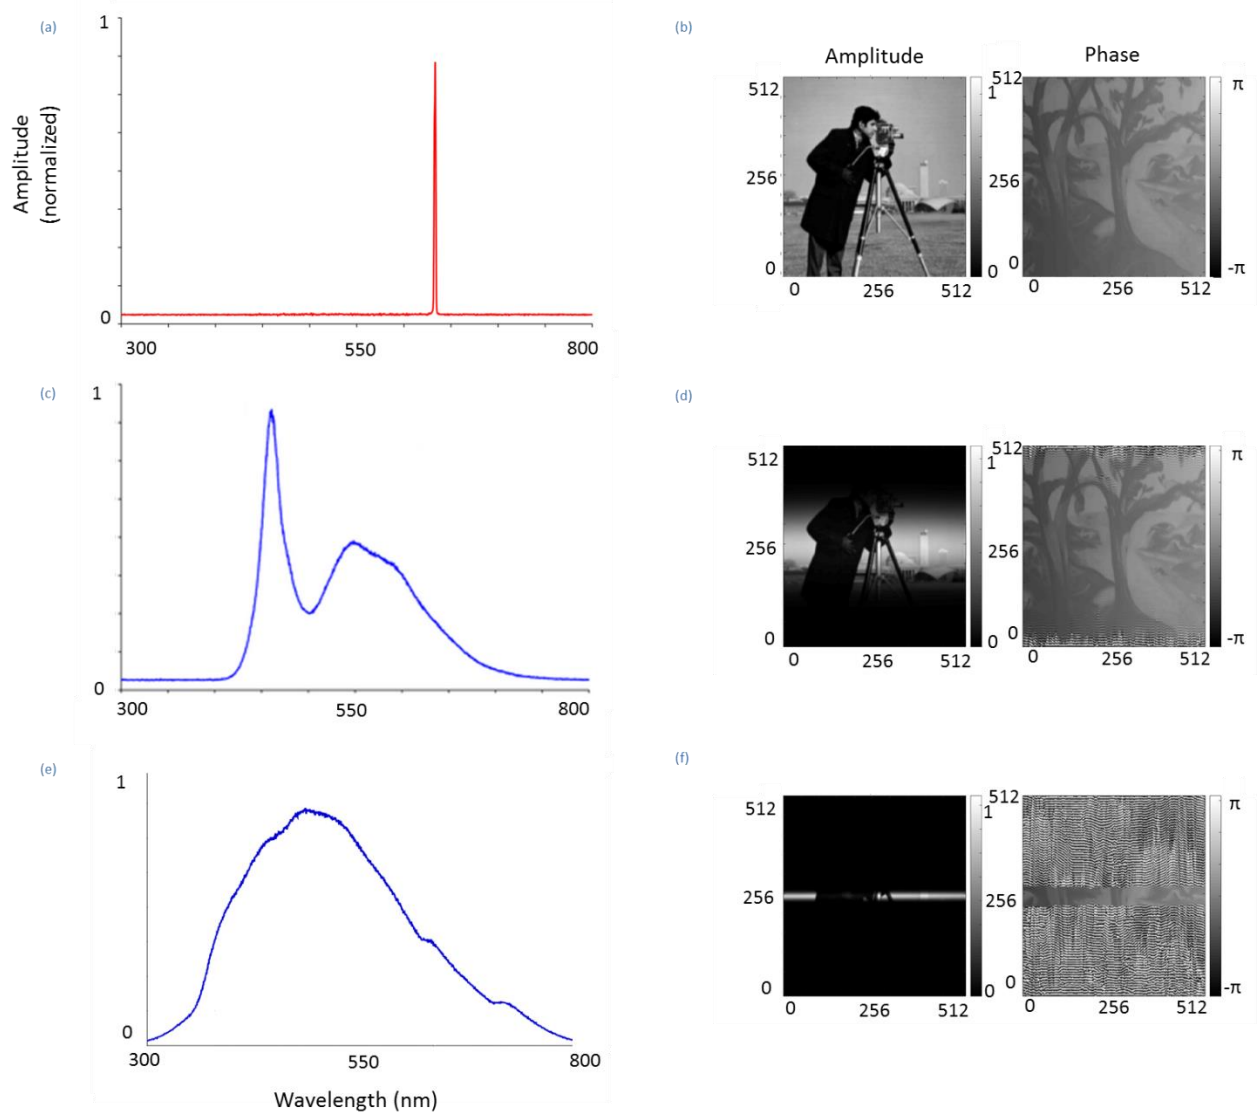 (a)
1
Amplitude
(normalized)
0
300 550 800
(b)
Amplitude Phase
512
256
0
0 256 512
1
0
512
256
0
0 256 512
π
-π
(c)
1
0
300 550 800
(d)
512
256
0
0 256 512
1
0
512
256
0
0 256 512
π
-π
(e)
1
0
300 550 800
Wavelength (nm)
(f)
512
256
0
0 256 512
1
0
512
256
0
0 256 512
π
-π